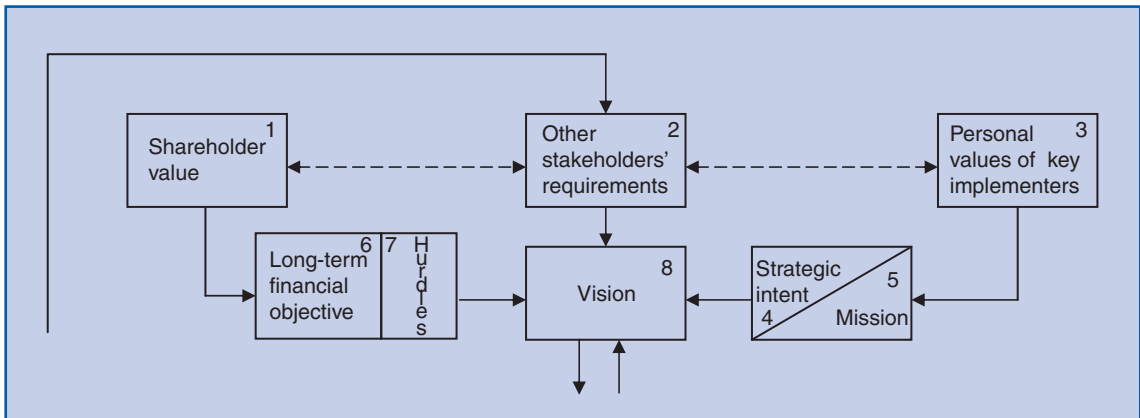 1
Shareholder
value
2
Other
stakeholders’
requirements
3
Personal
values of key
implementers
6
Long-term
financial
objective
7
Hurdles
8
Vision
Strategic
intent
4
5
Mission